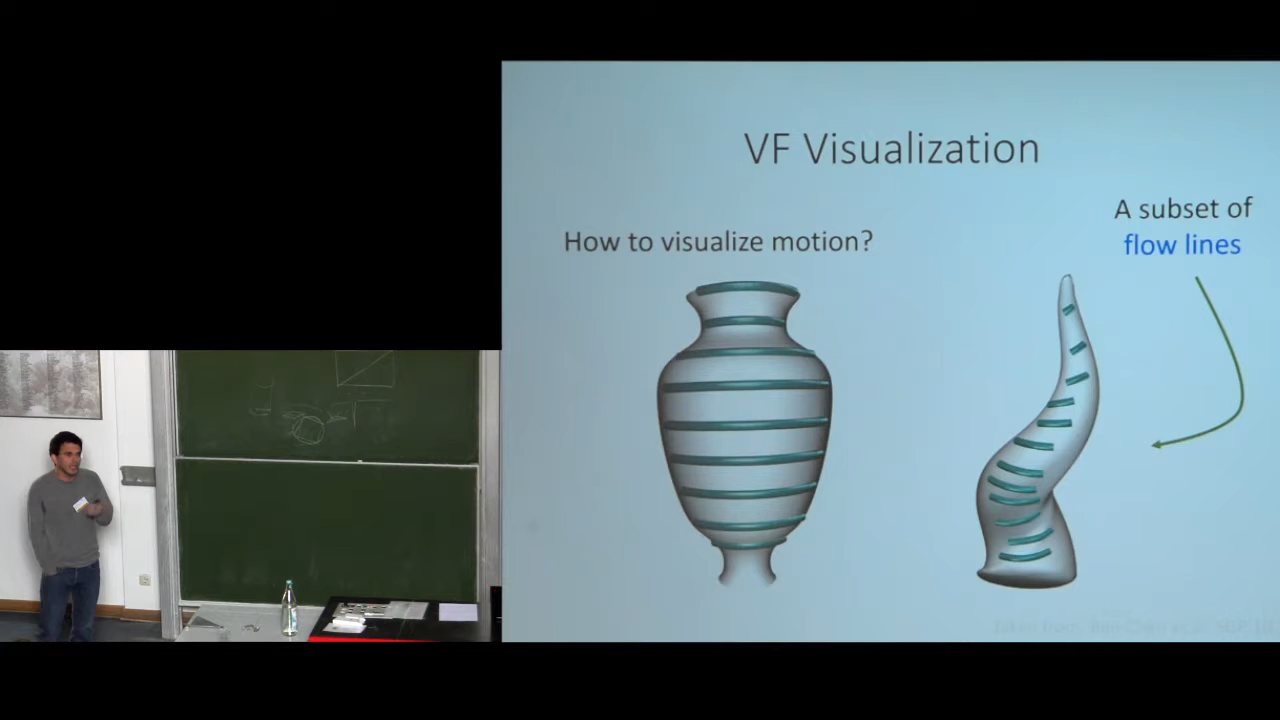 VF Visualization
How to visualize motion?
A subset of
flow lines